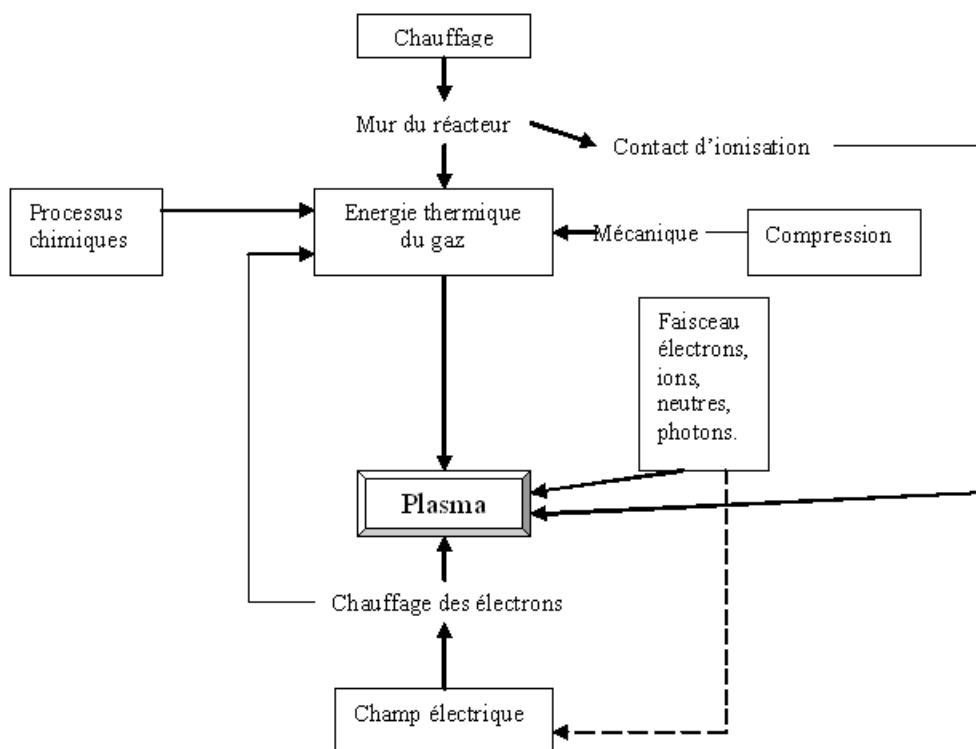 Chauffage
Mur du réacteur
Contact d'ionisation
Processus
chimiques
Energie thermique
du gaz
Mécanique
Compression
Faisceau
électrons,
ions,
neutres,
photons.
Plasma
Chauffage des électrons
Champ électrique